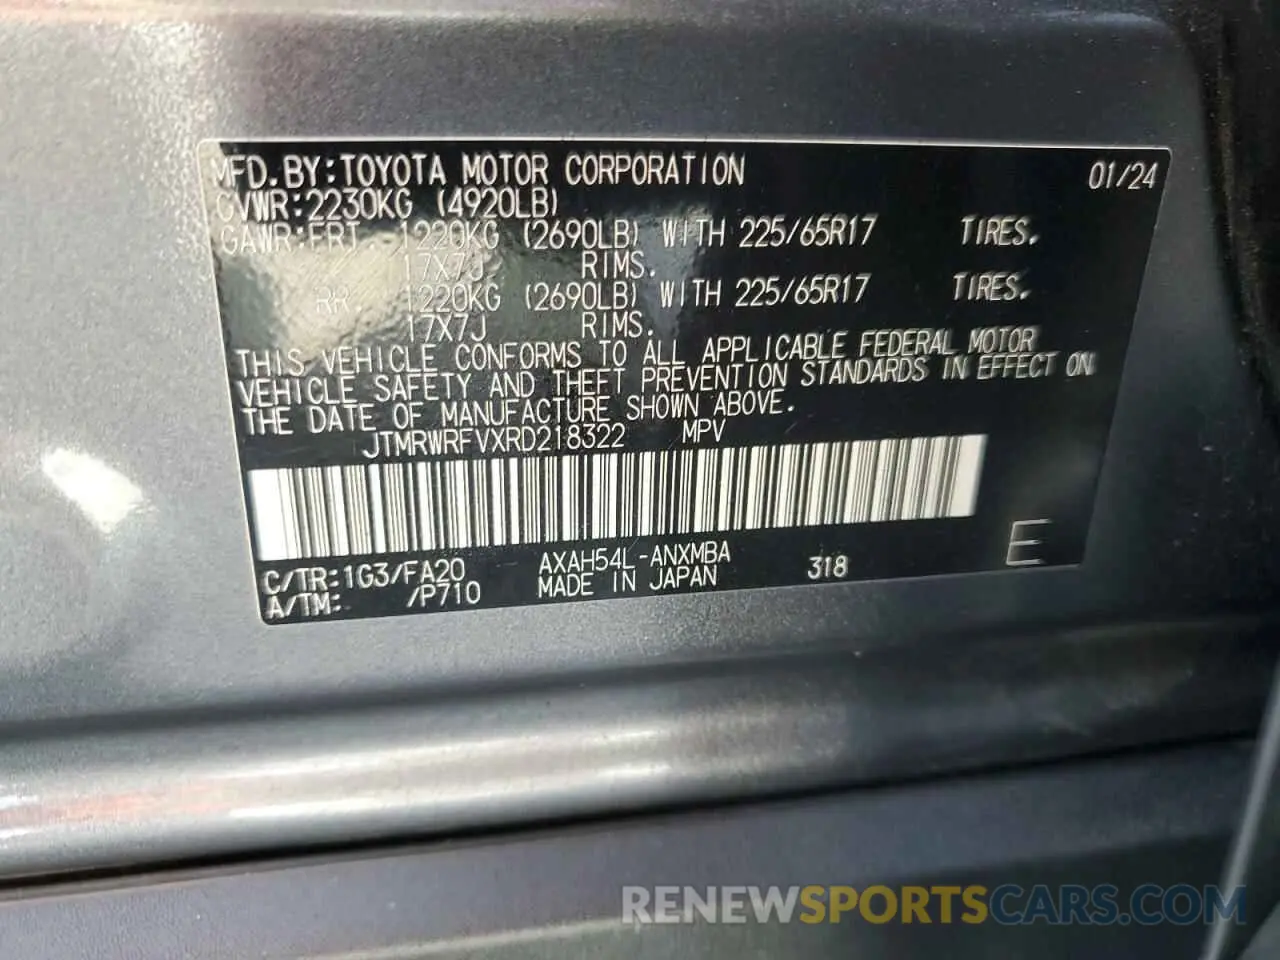 MFD.BY:TOYOTA MOTOR CORPORATION 01/24
GVWR:2230KG (4920LB)
GAWR:FRT. 1220KG (2690LB) WITH 225/65R17 TIRES.
17X7J RIMS.
RR. 1220KG (2690LB) WITH 225/65R17 TIRES.
17X7J RIMS.
THIS VEHICLE CONFORMS TO ALL APPLICABLE FEDERAL MOTOR
VEHICLE SAFETY AND THEFT PREVENTION STANDARDS IN EFFECT ON
THE DATE OF MANUFACTURE SHOWN ABOVE.
JTMRWRFVXRD218322 MPV
C/TR:1G3/FA20 AXAH54L-ANXMBA 318 E
A/TM: /P710 MADE IN JAPAN
RENEWSPORTSCARS.COM